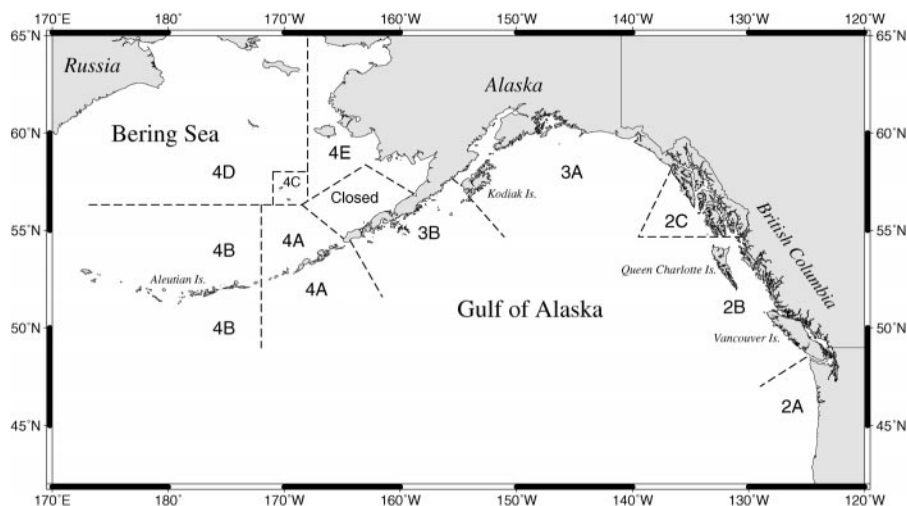 170°E 180° 170°W 160°W 150°W 140°W 130°W 120°W
65°N 65°N
Russia
Alaska
60°N 60°N
Bering Sea
4E
4D 4C 3A
Closed Kodiak Is.
55°N 55°N
4B 4A 3B 2C
British Columbia
Aleutian Is. 4A Queen Charlotte Is.
Gulf of Alaska 2B
50°N 50°N
4B Vancouver Is.
2A
45°N 45°N
170°E 180° 170°W 160°W 150°W 140°W 130°W 120°W